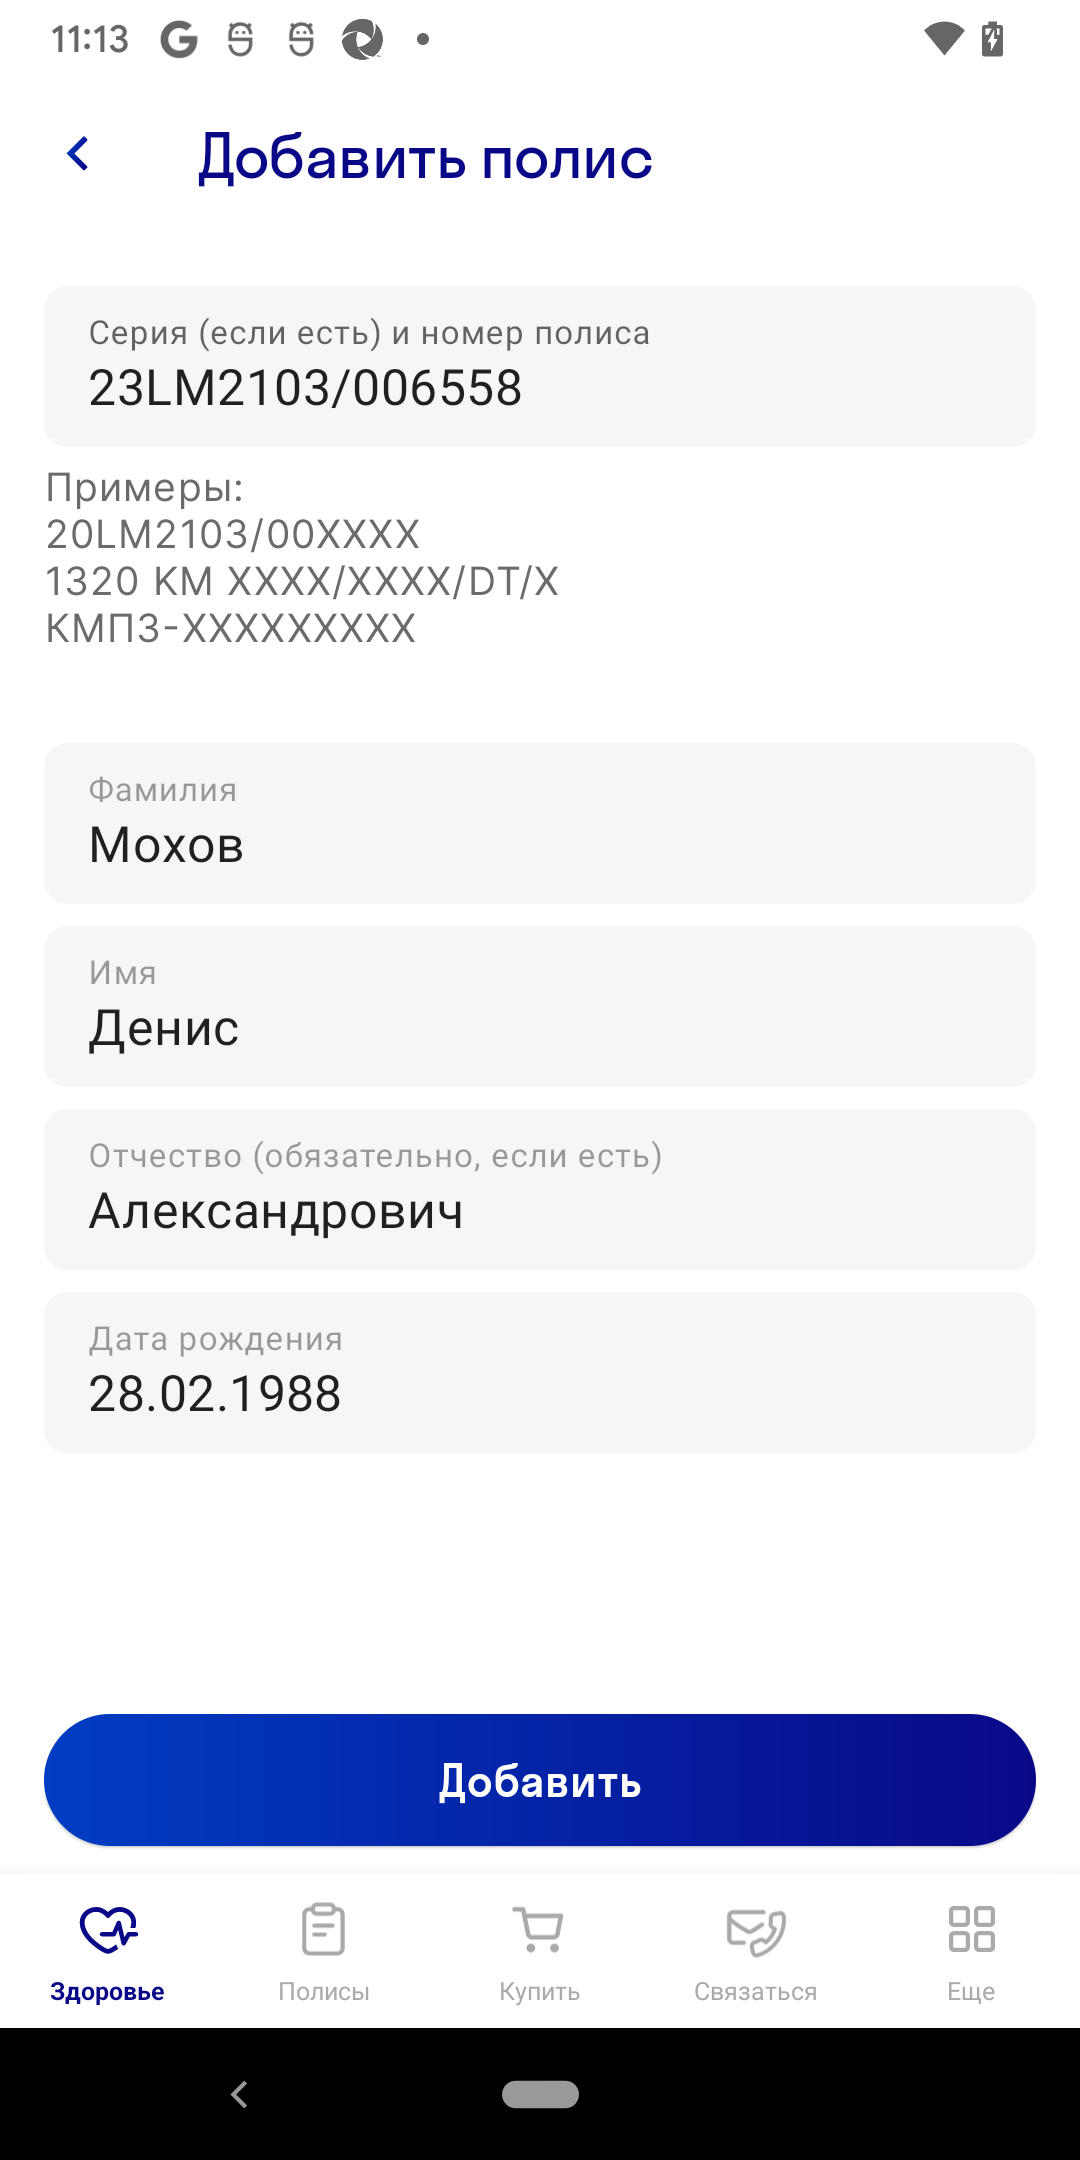 11:13
Добавить полис
Серия (если есть) и номер полиса
23LM2103/006558
Примеры:
20LM2103/00XXXX
1320 KM XXXX/XXXX/DT/X
КМП3-XXXXXXXXX
Фамилия
Мохов
Имя
Денис
Отчество (обязательно, если есть)
Александрович
Дата рождения
28.02.1988
Добавить
Здоровье
Полисы
Купить
Связаться
Еще